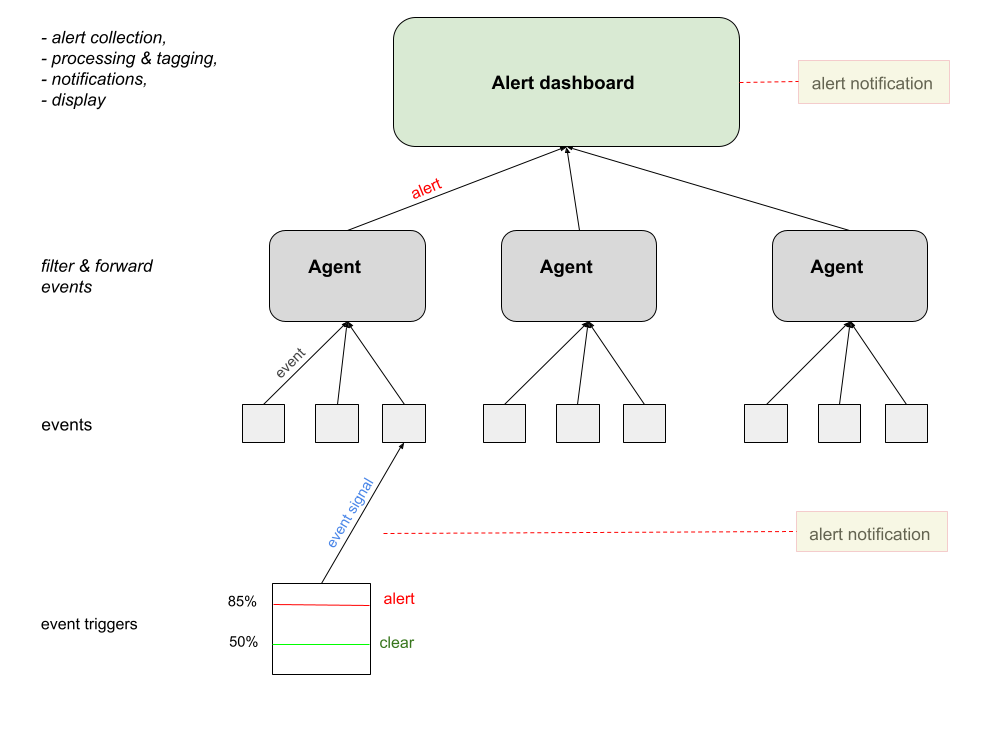 - alert collection,
- processing & tagging,
- notifications,
- display
Alert dashboard
alert notification
alert
filter & forward
events
Agent
Agent
Agent
event
events
event signal
alert notification
event triggers
85%
alert
50%
clear